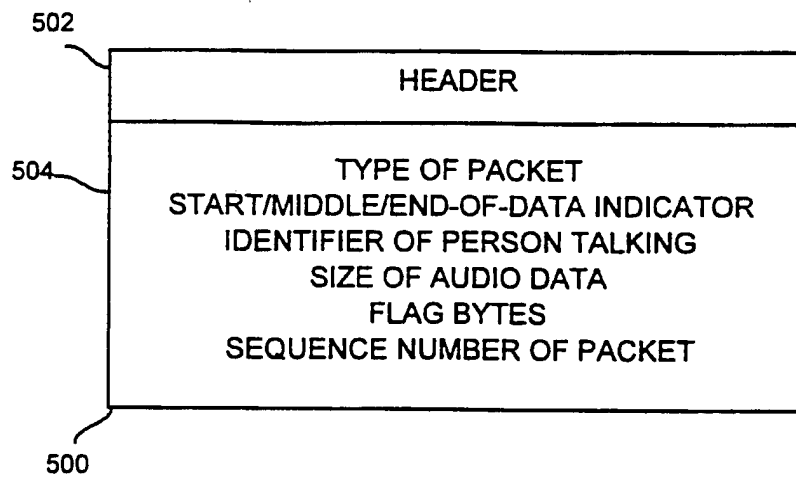 502
HEADER
504
TYPE OF PACKET
START/MIDDLE/END-OF-DATA INDICATOR
IDENTIFIER OF PERSON TALKING
SIZE OF AUDIO DATA
FLAG BYTES
SEQUENCE NUMBER OF PACKET
500